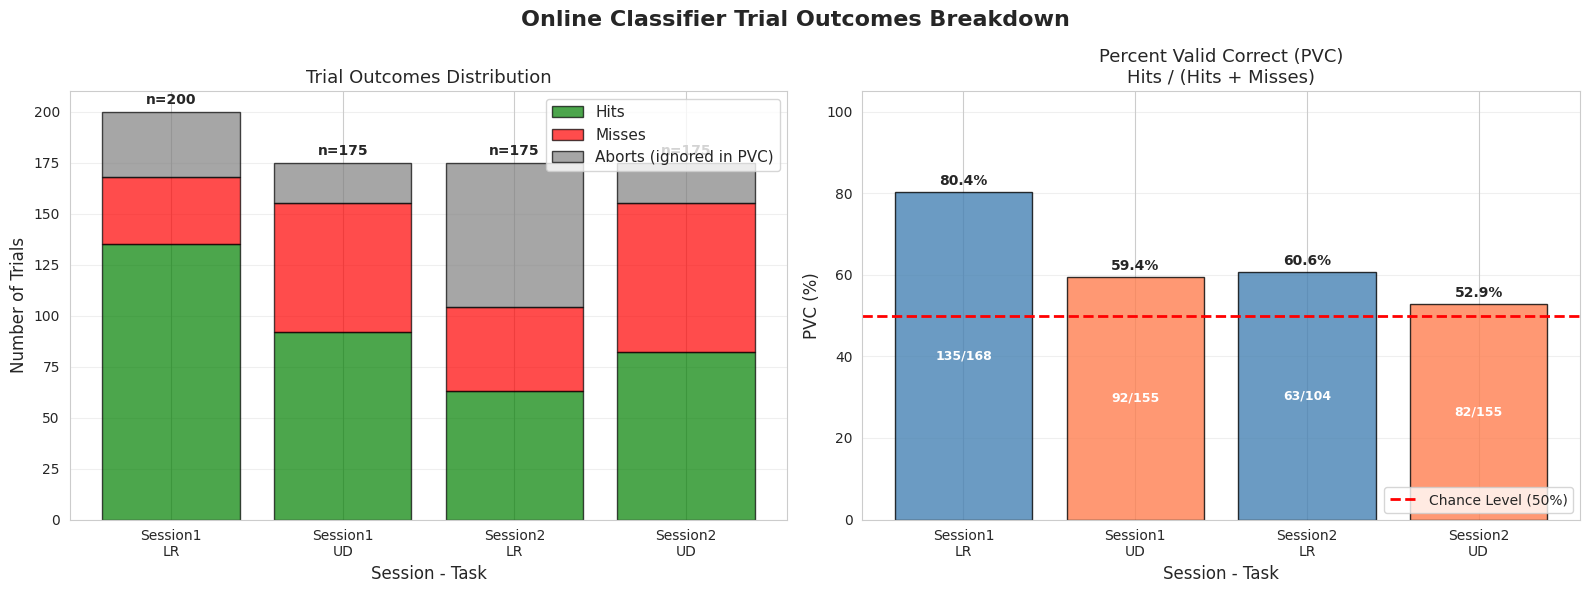 Online Classifier Trial Outcomes Breakdown
Trial Outcomes Distribution
Number of Trials
200
175
150
125
100
75
50
25
0
n=200
n=175
n=175
n=175
Hits
Misses
Aborts (ignored in PVC)
Session1
LR
Session1
UD
Session2
LR
Session2
UD
Session - Task
Percent Valid Correct (PVC)
Hits / (Hits + Misses)
PVC (%)
100
80
60
40
20
0
80.4%
59.4%
60.6%
52.9%
135/168
92/155
63/104
82/155
Chance Level (50%)
Session1
LR
Session1
UD
Session2
LR
Session2
UD
Session - Task